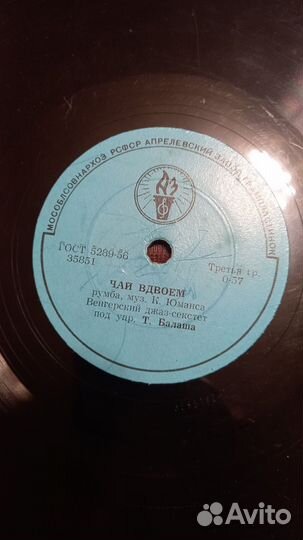 МОСОБЛСОВНАРХОЗ РСФСР АПРЕЛЕВСКИЙ ЗАВОД ГРАМПЛАСТИНОК
ГОСТ 5289-56
35851
Третья гр.
0-57
ЧАЙ ВДВОЕМ
румба, муз. К. Юманса
Венгерский джаз-секстет
под упр. Т. Балаша
Avito